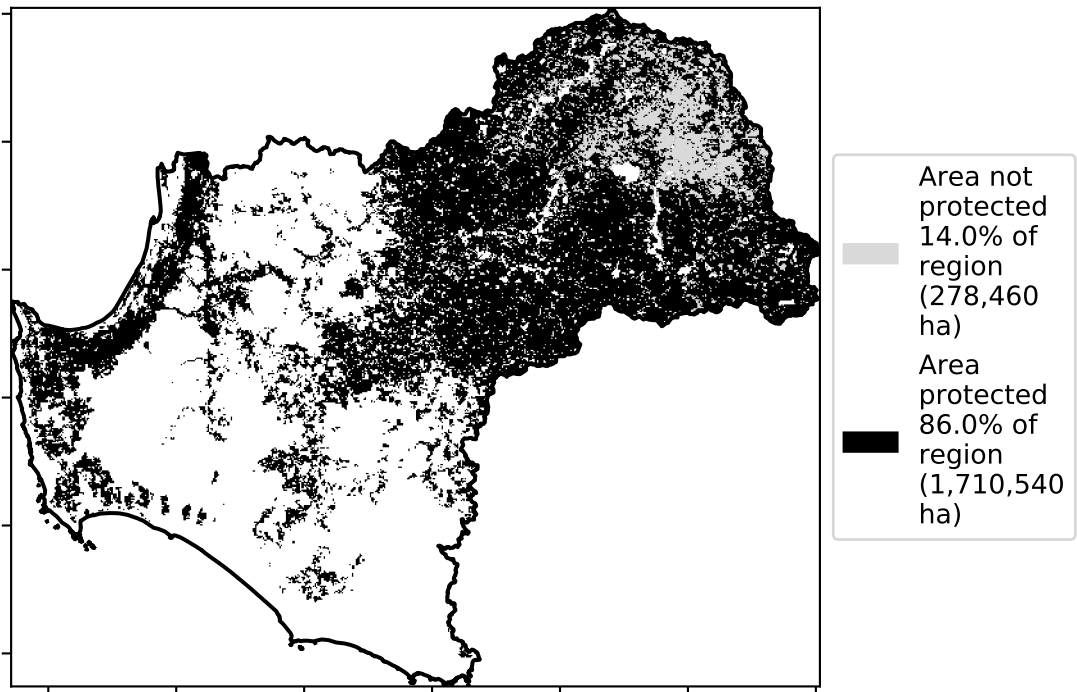 Area not
protected
14.0% of
region
(278,460
ha)
Area
protected
86.0% of
region
(1,710,540
ha)